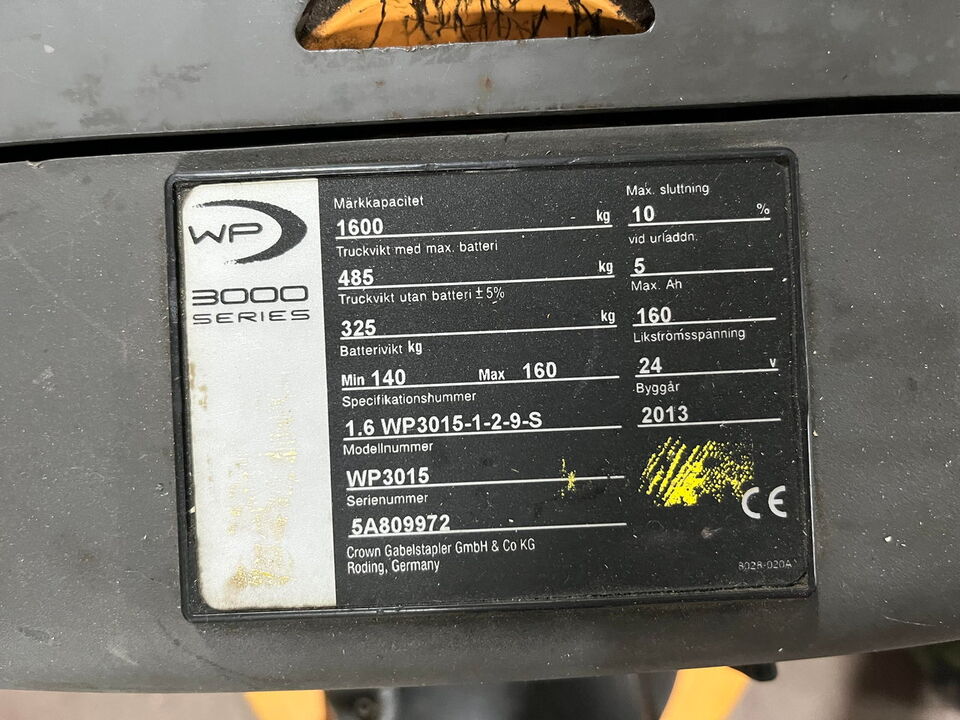 WP
3000
SERIES
Märkkapacitet
1600 kg
Truckvikt med max. batteri
485 kg
Truckvikt utan batteri ±5%
325 kg
Batterivikt kg
Min 140 Max 160
Specifikationshummer
1.6 WP3015-1-2-9-S
Modellnummer
WP3015
Serienummer
5A809972
Crown Gabelstapler GmbH & Co KG
Roding, Germany
Max. sluttning
10 %
vid urladdn.
5
Max. Ah
160
Likströmsspänning
24 v
Byggår
2013
CE
8028-020A